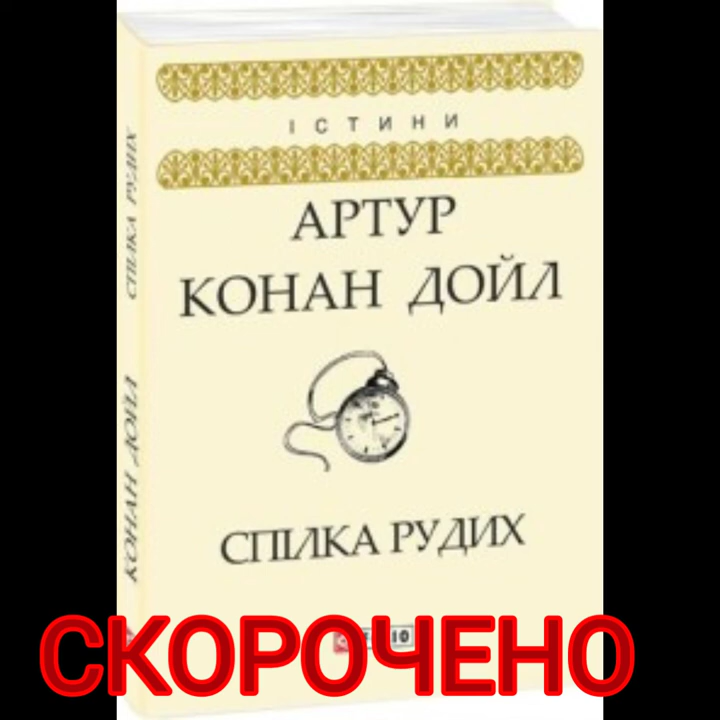 ІСТИНИ
АРТУР
КОНАН ДОЙЛ
СПІЛКА РУДИХ
КОНАН ДОЙЛ СПІЛКА РУДИХ
СКОРОЧЕНО